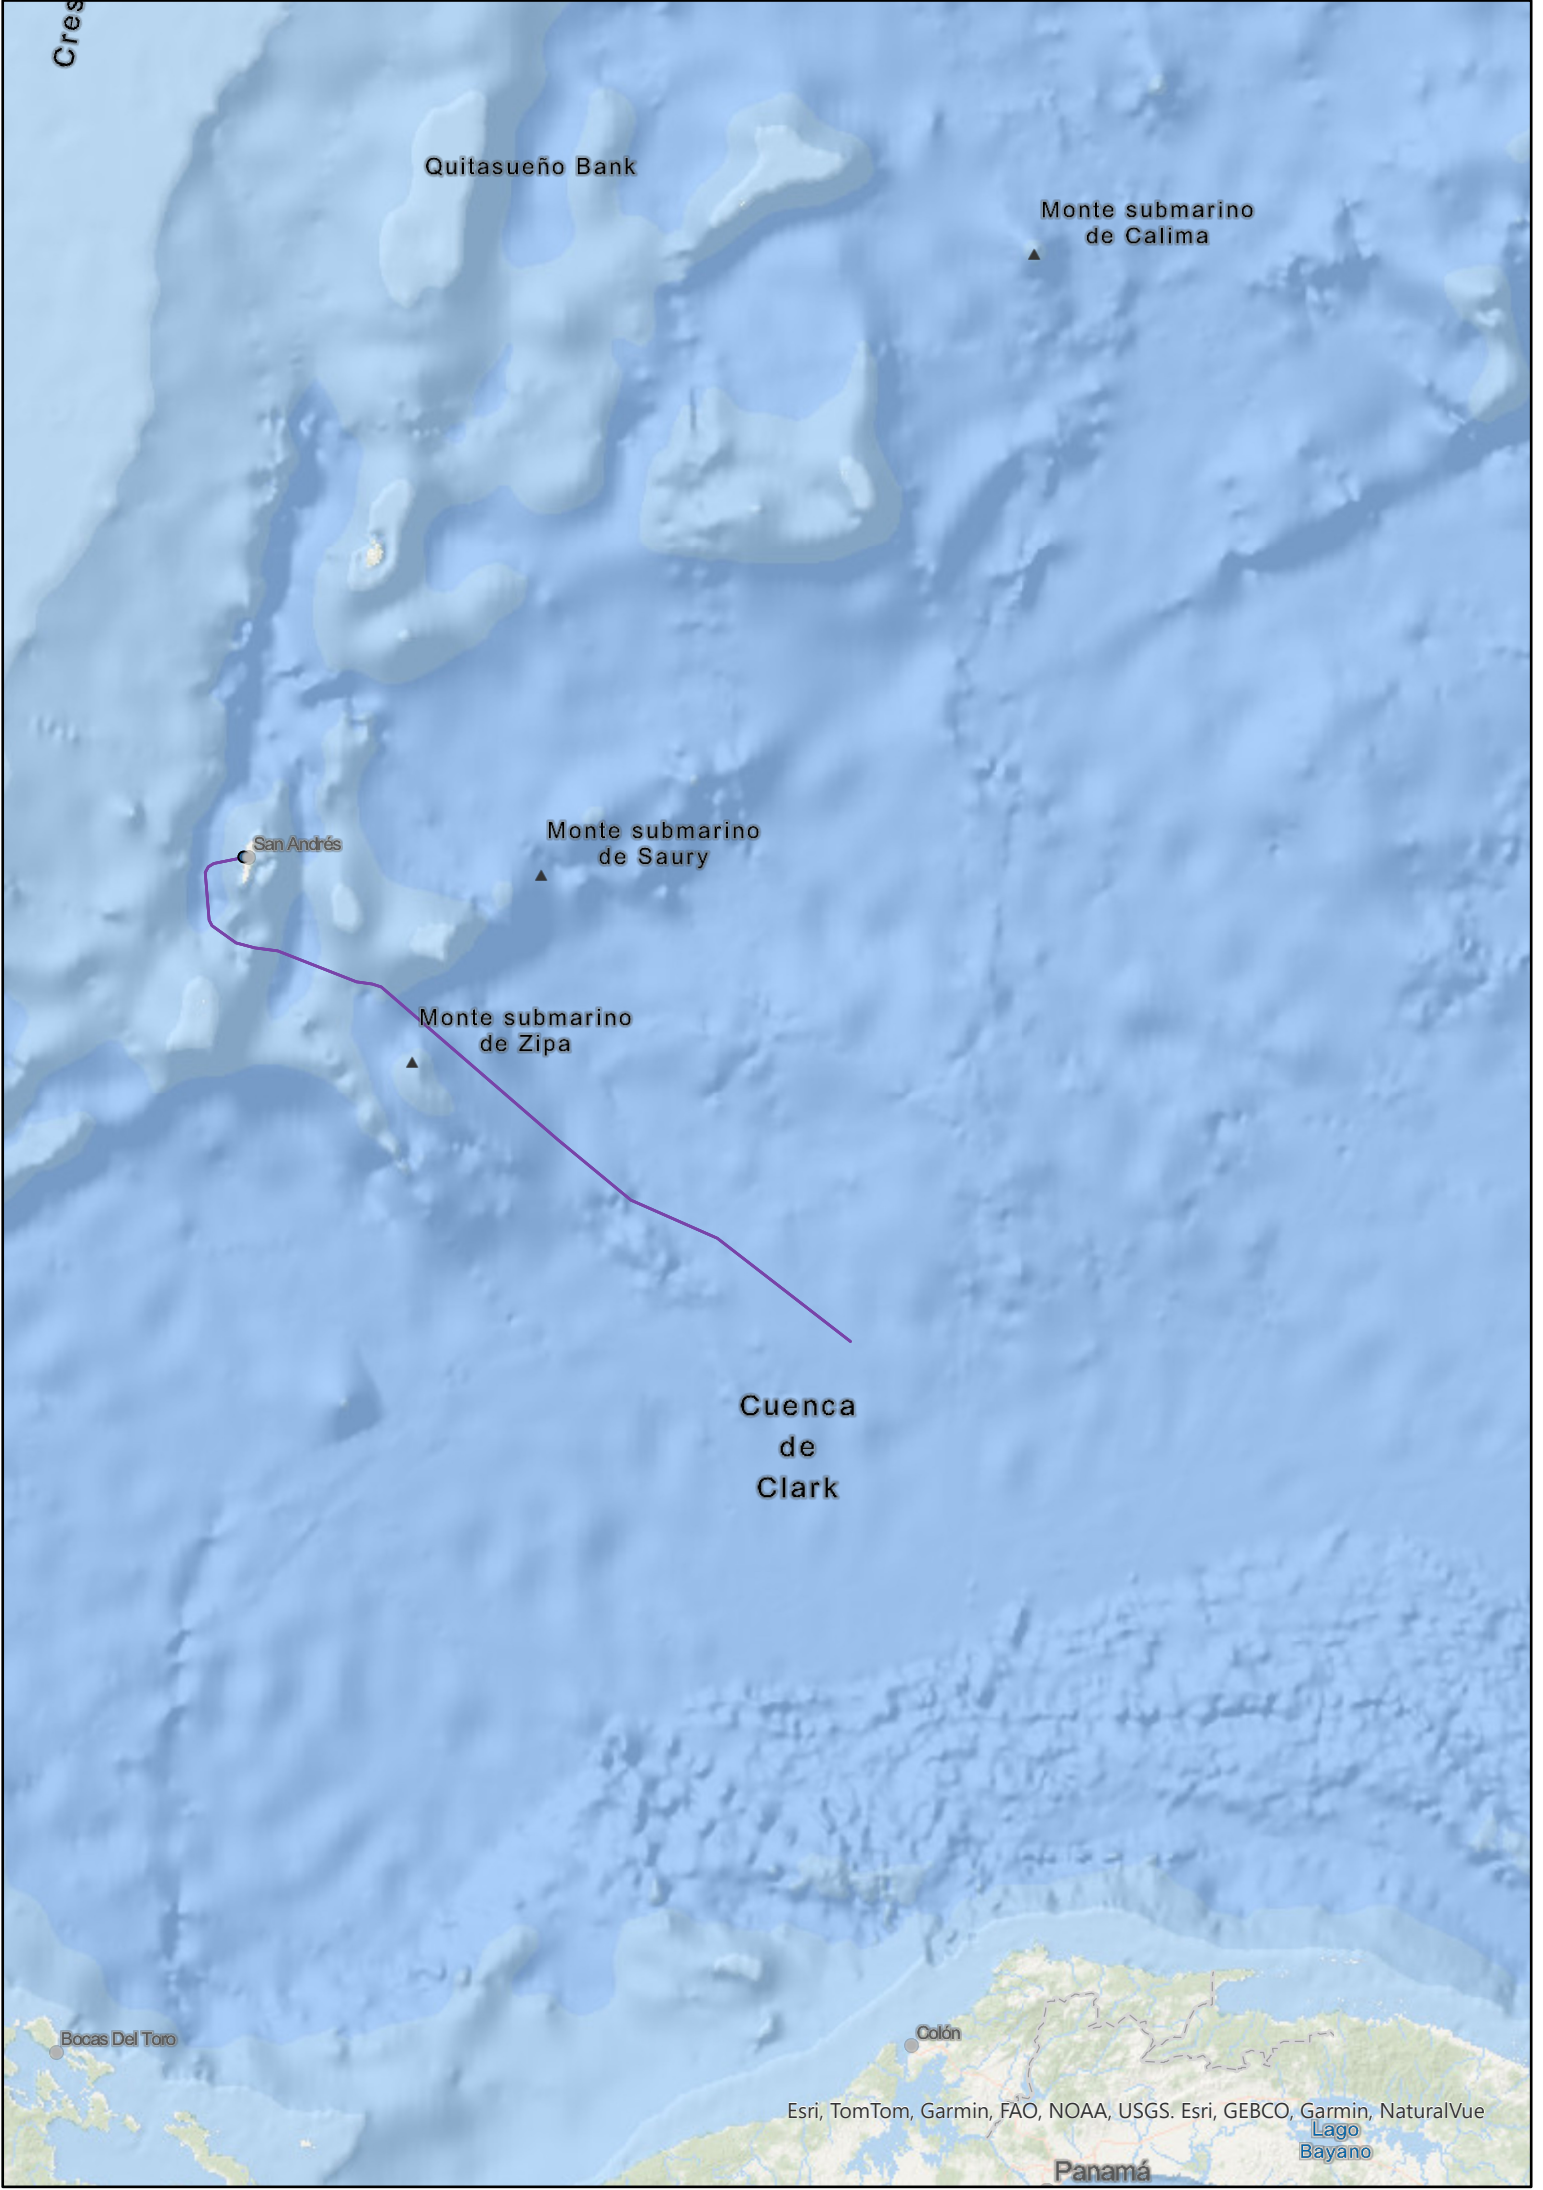 Cres
Quitasueño Bank
Monte submarino
de Calima
Monte submarino
de Saury
San Andrés
Monte submarino
de Zipa
Cuenca
de
Clark
Bocas Del Toro
Colón
Esri, TomTom, Garmin, FAO, NOAA, USGS. Esri, GEBCO, Garmin, NaturalVue
Lago
Bayano
Panamá